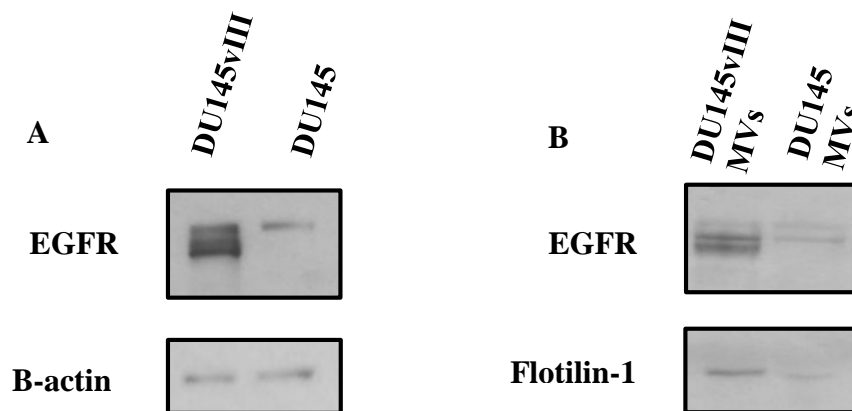 A
DU145vIII
DU145
EGFR
B-actin
B
DU145vIII
MVs
DU145
MVs
EGFR
Flotilin-1